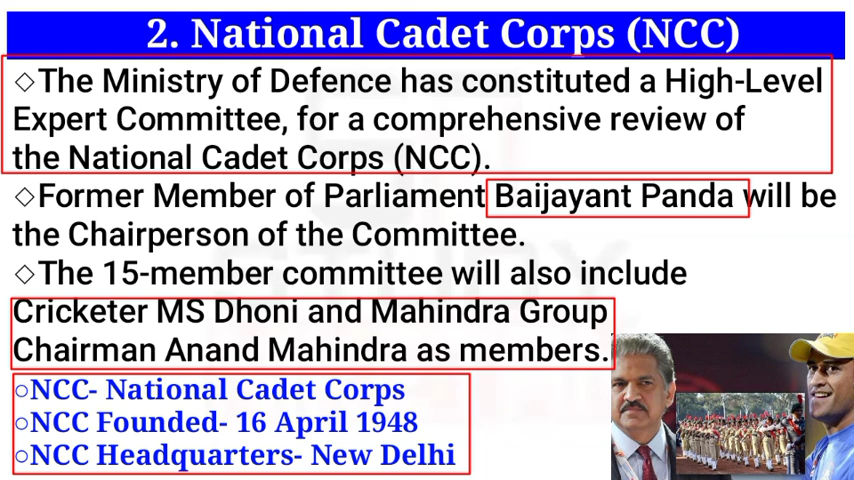 2. National Cadet Corps (NCC)
◇The Ministry of Defence has constituted a High-Level
Expert Committee, for a comprehensive review of
the National Cadet Corps (NCC).
◇Former Member of Parliament Baijayant Panda will be
the Chairperson of the Committee.
◇The 15-member committee will also include
Cricketer MS Dhoni and Mahindra Group
Chairman Anand Mahindra as members.
○NCC- National Cadet Corps
○NCC Founded- 16 April 1948
○NCC Headquarters- New Delhi